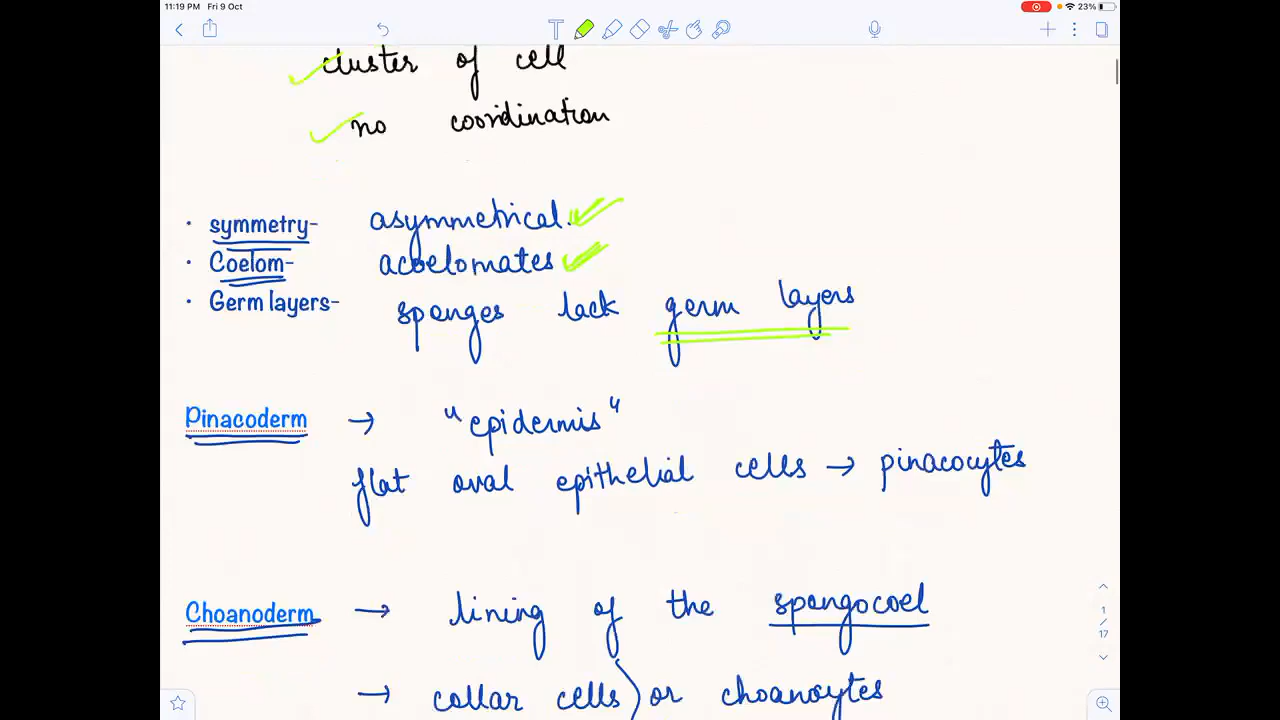 11:19 PM Fri 9 Oct
23%
cluster of cell
no coordination
· symmetry- asymmetrical.
· Coelom- acoelomates
· Germ layers- sponges lack germ layers
Pinacoderm → "epidermis"
flat oval epithelial cells → pinacocytes
Choanoderm → lining of the spongocoel
→ collar cells) or choanocytes
1
/
17